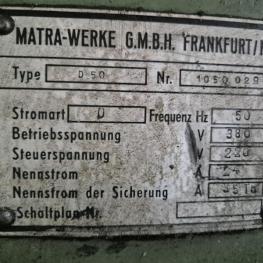 MATRA-WERKE G.M.B.H. FRANKFURT/
Type D 50 Nr. 1050 029
Stromart D Frequenz Hz 50
Betriebsspannung V 380
Steuerspannung V 220
Nennstrom A 24
Nennstrom der Sicherung A
Schaltplan Nr.